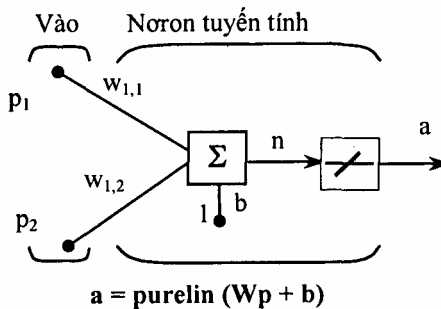 Vào Nơron tuyến tính
p1 w1,1
Σ n a
w1,2
1 b
p2
a = purelin (Wp + b)